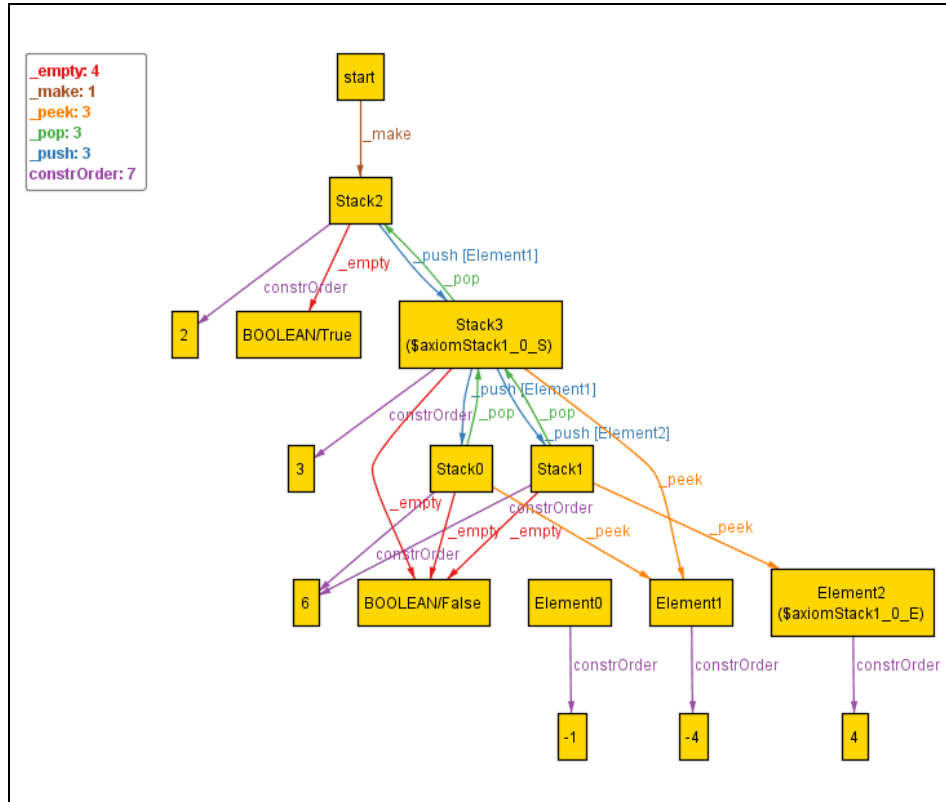 _empty: 4
_make: 1
_peek: 3
_pop: 3
_push: 3
constrOrder: 7
start
_make
Stack2
_push [Element1]
_empty
_pop
constrOrder
2
BOOLEAN/True
Stack3
($axiomStack1_0_S)
_push [Element1]
constrOrder
_pop
_pop
_push [Element2]
3
Stack0
Stack1
_peek
_empty
constrOrder
_empty
_empty
_peek
_peek
constrOrder
6
BOOLEAN/False
Element0
Element1
Element2
($axiomStack1_0_E)
constrOrder
constrOrder
constrOrder
-1
-4
4